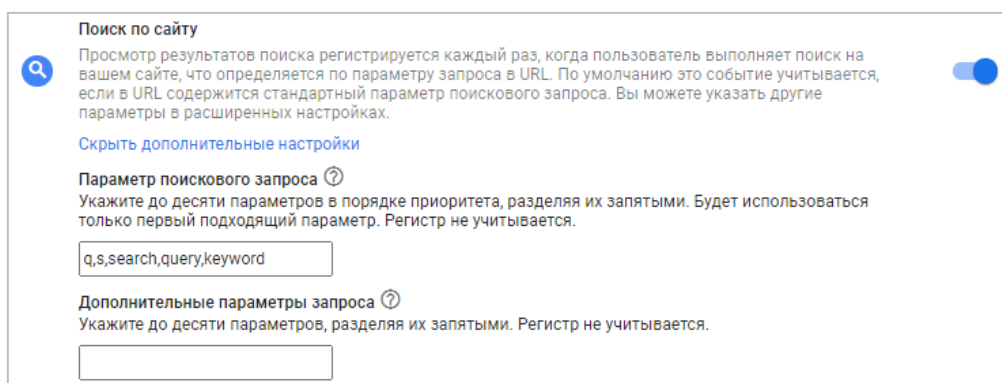 Поиск по сайту
Просмотр результатов поиска регистрируется каждый раз, когда пользователь выполняет поиск на
вашем сайте, что определяется по параметру запроса в URL. По умолчанию это событие учитывается,
если в URL содержится стандартный параметр поискового запроса. Вы можете указать другие
параметры в расширенных настройках.
Скрыть дополнительные настройки
Параметр поискового запроса
Укажите до десяти параметров в порядке приоритета, разделяя их запятыми. Будет использоваться
только первый подходящий параметр. Регистр не учитывается.
q,s,search,query,keyword
Дополнительные параметры запроса
Укажите до десяти параметров, разделяя их запятыми. Регистр не учитывается.